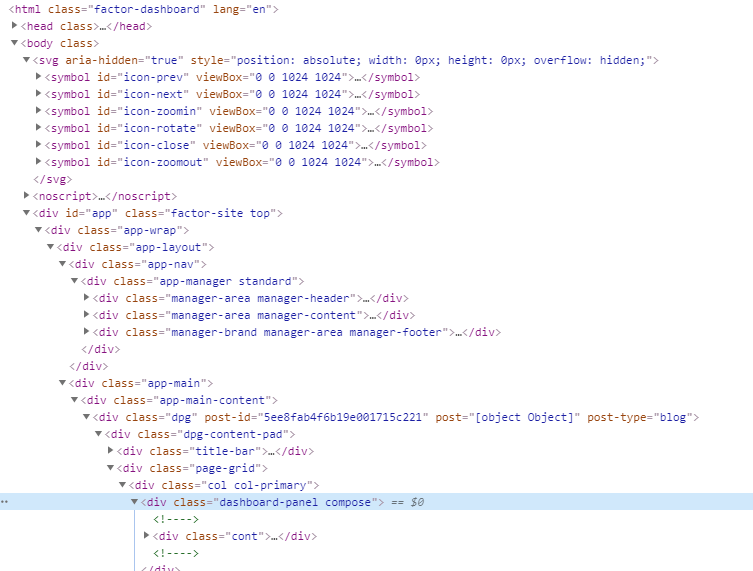 <html class="factor-dashboard" lang="en">
<head class>…</head>
<body class>
<svg aria-hidden="true" style="position: absolute; width: 0px; height: 0px; overflow: hidden;">
<symbol id="icon-prev" viewBox="0 0 1024 1024">…</symbol>
<symbol id="icon-next" viewBox="0 0 1024 1024">…</symbol>
<symbol id="icon-zoomin" viewBox="0 0 1024 1024">…</symbol>
<symbol id="icon-rotate" viewBox="0 0 1024 1024">…</symbol>
<symbol id="icon-close" viewBox="0 0 1024 1024">…</symbol>
<symbol id="icon-zoomout" viewBox="0 0 1024 1024">…</symbol>
</svg>
<noscript>…</noscript>
<div id="app" class="factor-site top">
<div class="app-wrap">
<div class="app-layout">
<div class="app-nav">
<div class="app-manager standard">
<div class="manager-area manager-header">…</div>
<div class="manager-area manager-content">…</div>
<div class="manager-brand manager-area manager-footer">…</div>
</div>
</div>
<div class="app-main">
<div class="app-main-content">
<div class="dpg" post-id="5ee8fab4f6b19e001715c221" post="[object Object]" post-type="blog">
<div class="dpg-content-pad">
<div class="title-bar">…</div>
<div class="page-grid">
<div class="col col-primary">
<div class="dashboard-panel compose"> == $0
<!---->
<div class="cont">…</div>
<!---->
</div>